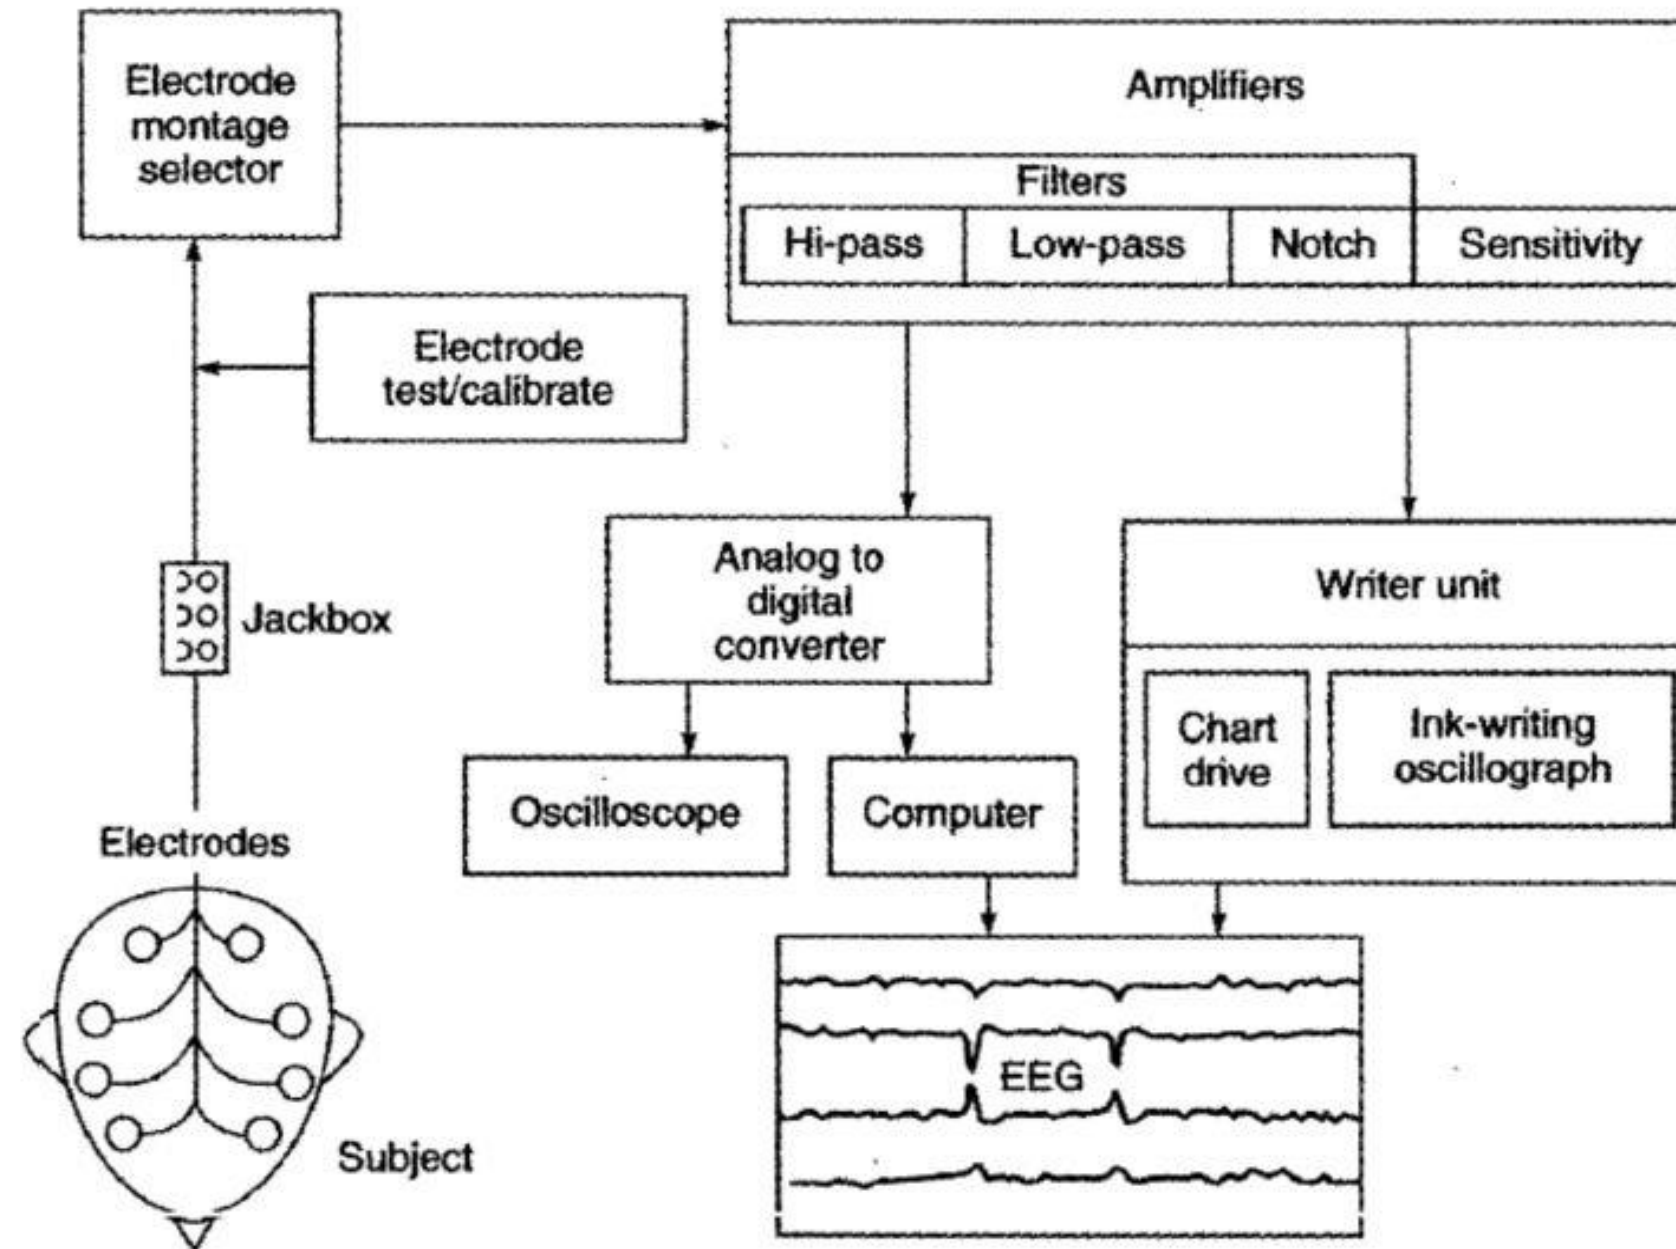 Electrode
montage
selector
Amplifiers
Filters
Hi-pass
Low-pass
Notch
Sensitivity
Electrode
test/calibrate
Analog to
digital
converter
Writer unit
Jackbox
Chart
drive
Ink-writing
oscillograph
Oscilloscope
Computer
Electrodes
EEG
Subject